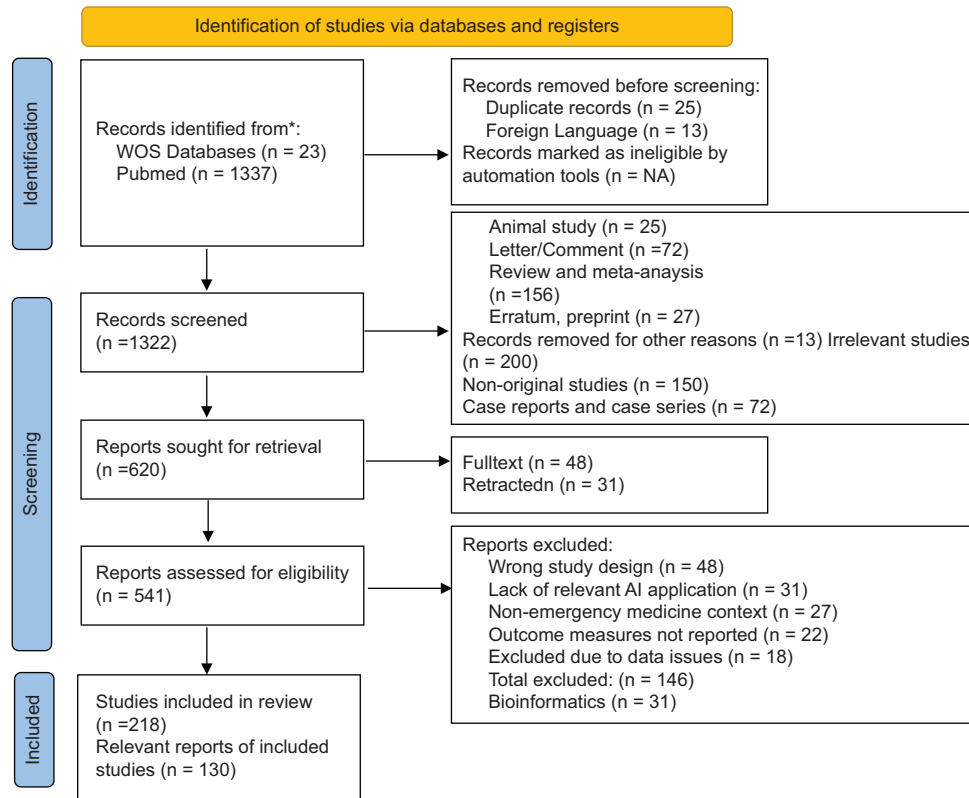 Identification of studies via databases and registers
Identification
Records identified from*:
WOS Databases (n = 23)
Pubmed (n = 1337)
Records removed before screening:
Duplicate records (n = 25)
Foreign Language (n = 13)
Records marked as ineligible by
automation tools (n = NA)
Screening
Records screened
(n =1322)
Animal study (n = 25)
Letter/Comment (n =72)
Review and meta-anaysis
(n =156)
Erratum, preprint (n = 27)
Records removed for other reasons (n =13) Irrelevant studies
(n = 200)
Non-original studies (n = 150)
Case reports and case series (n = 72)
Reports sought for retrieval
(n =620)
Fulltext (n = 48)
Retractedn (n = 31)
Reports assessed for eligibility
(n = 541)
Reports excluded:
Wrong study design (n = 48)
Lack of relevant AI application (n = 31)
Non-emergency medicine context (n = 27)
Outcome measures not reported (n = 22)
Excluded due to data issues (n = 18)
Total excluded: (n = 146)
Bioinformatics (n = 31)
Included
Studies included in review
(n =218)
Relevant reports of included
studies (n = 130)